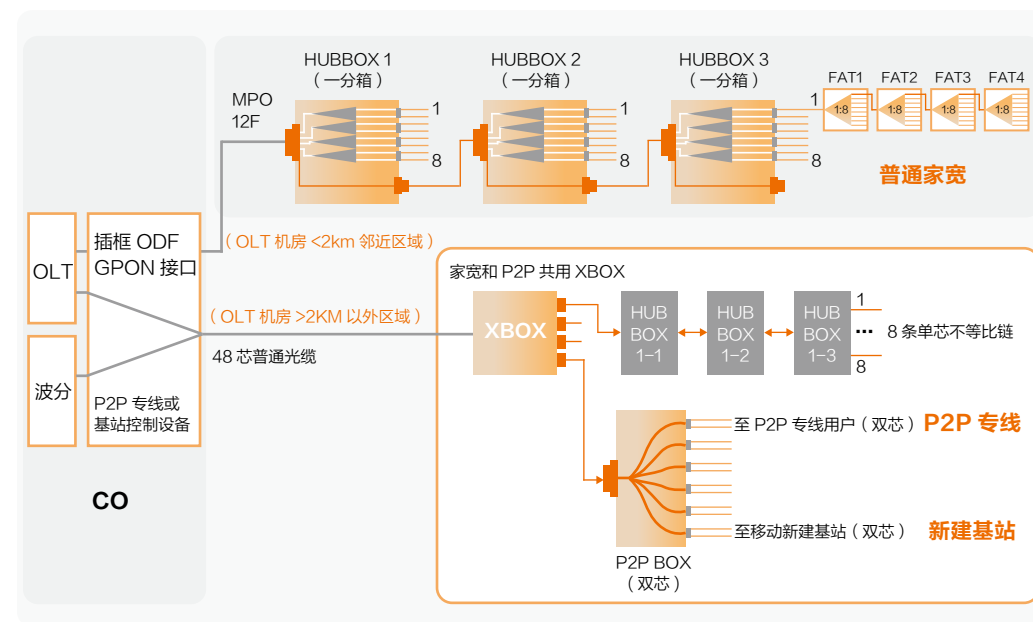 HUBBOX 1
（一分箱）
HUBBOX 2
（一分箱）
HUBBOX 3
（一分箱）
FAT1
FAT2
FAT3
FAT4
MPO
12F
1
8
1
8
1
8
1:8
1:8
1:8
1:8
普通家宽
OLT
插框 ODF
GPON 接口
（ OLT 机房 <2km 邻近区域 ）
（ OLT 机房 >2KM 以外区域 ）
48 芯普通光缆
波分
P2P 专线或
基站控制设备
CO
家宽和 P2P 共用 XBOX
XBOX
HUB
BOX
1-1
HUB
BOX
1-2
HUB
BOX
1-3
1
...
8
8 条单芯不等比链
至 P2P 专线用户（双芯） P2P 专线
至移动新建基站（双芯） 新建基站
P2P BOX
（双芯）